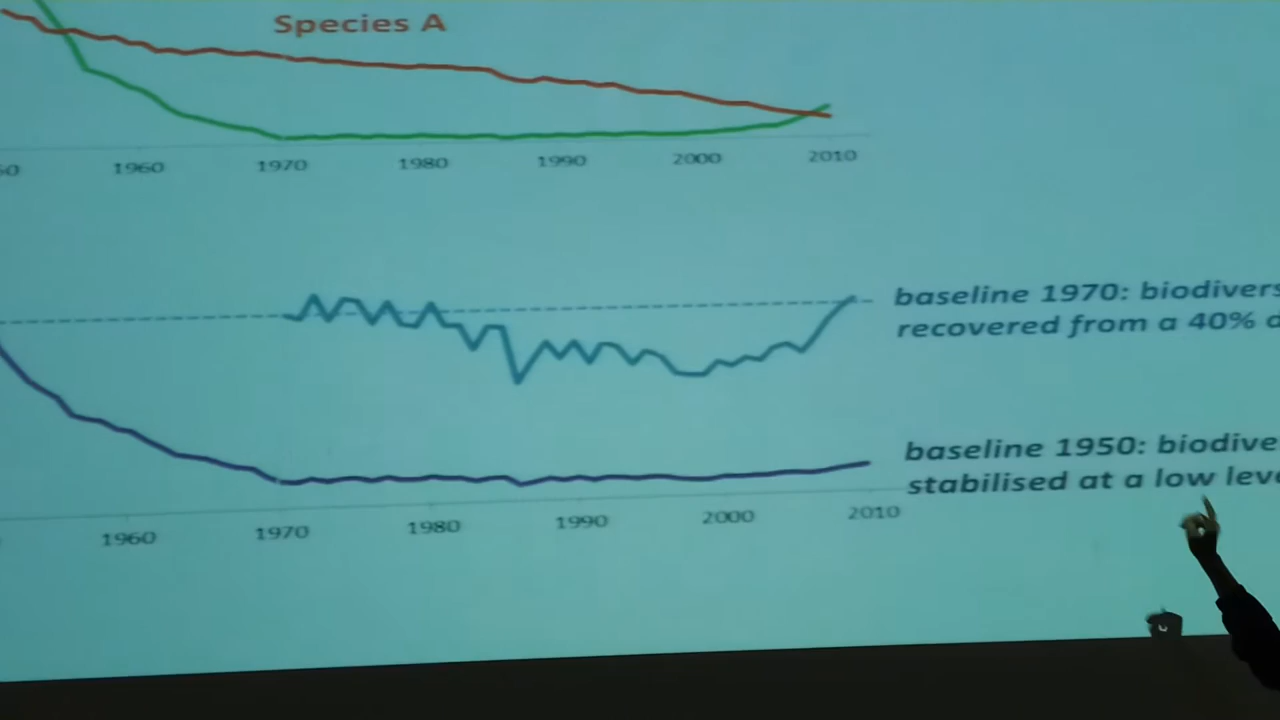 Species A
1960 1970 1980 1990 2000 2010
baseline 1970: biodivers
recovered from a 40% d
baseline 1950: biodive
stabilised at a low leve
1960 1970 1980 1990 2000 2010